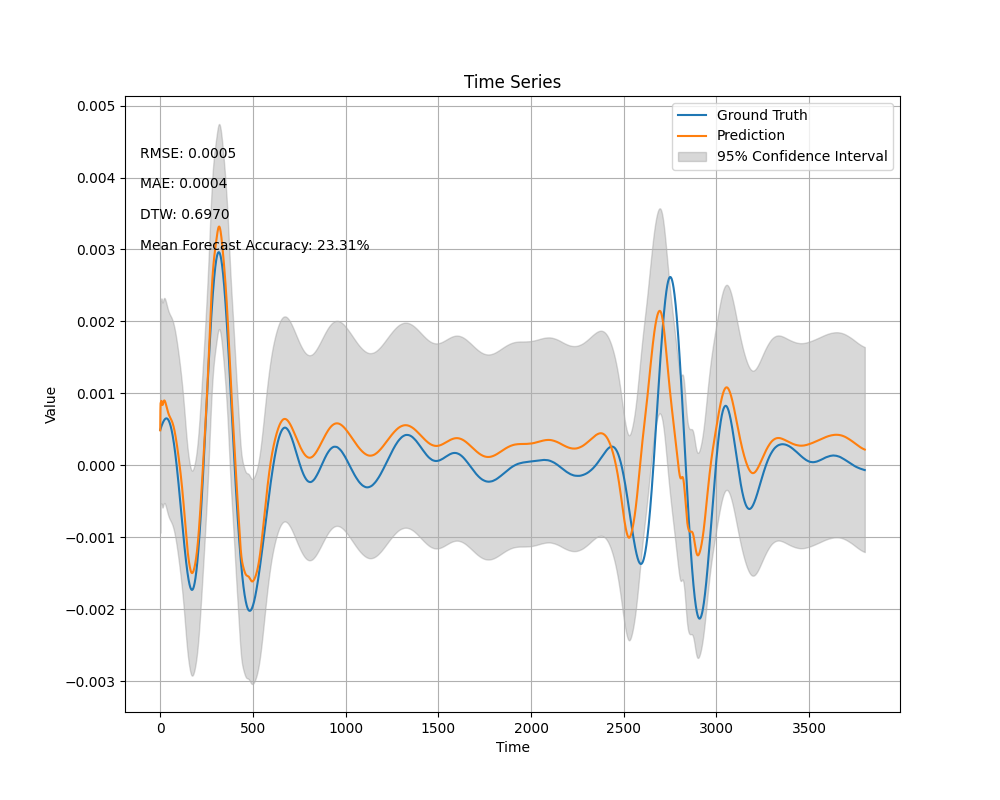 Time Series
0.005
0.004
0.003
0.002
0.001
0.000
−0.001
−0.002
−0.003
Value
RMSE: 0.0005
MAE: 0.0004
DTW: 0.6970
Mean Forecast Accuracy: 23.31%
Ground Truth
Prediction
95% Confidence Interval
0 500 1000 1500 2000 2500 3000 3500
Time